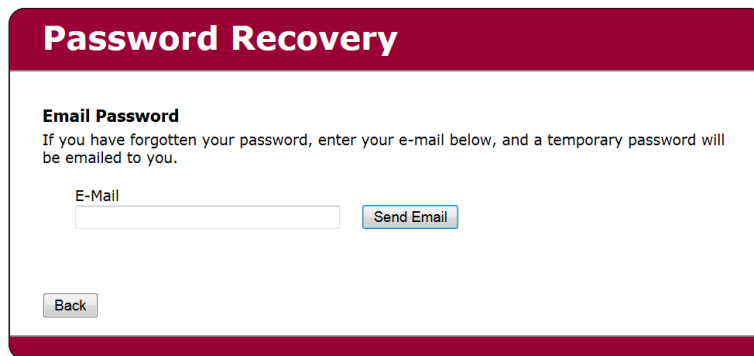 Password Recovery
Email Password
If you have forgotten your password, enter your e-mail below, and a temporary password will
be emailed to you.
E-Mail
Send Email
Back